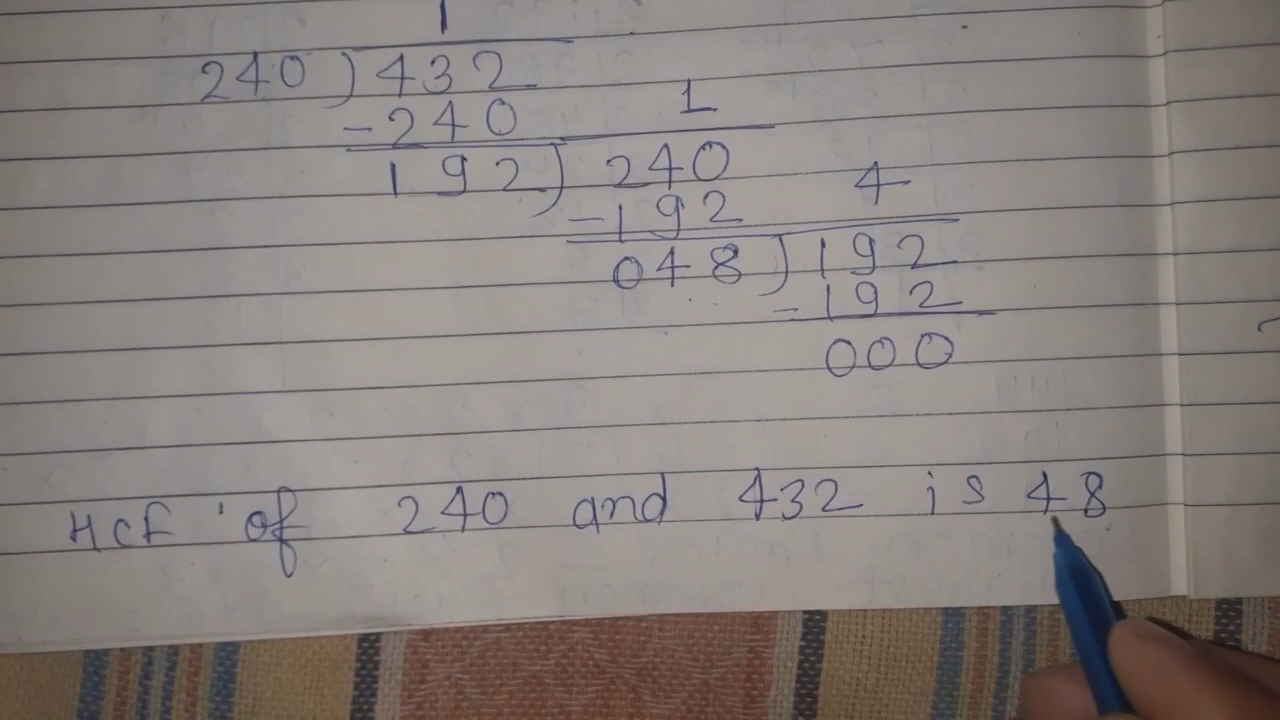 1
240 ) 432
-240 1
192 ) 240
-192 4
048 ) 192
-192
000
HCF of 240 and 432 is 48